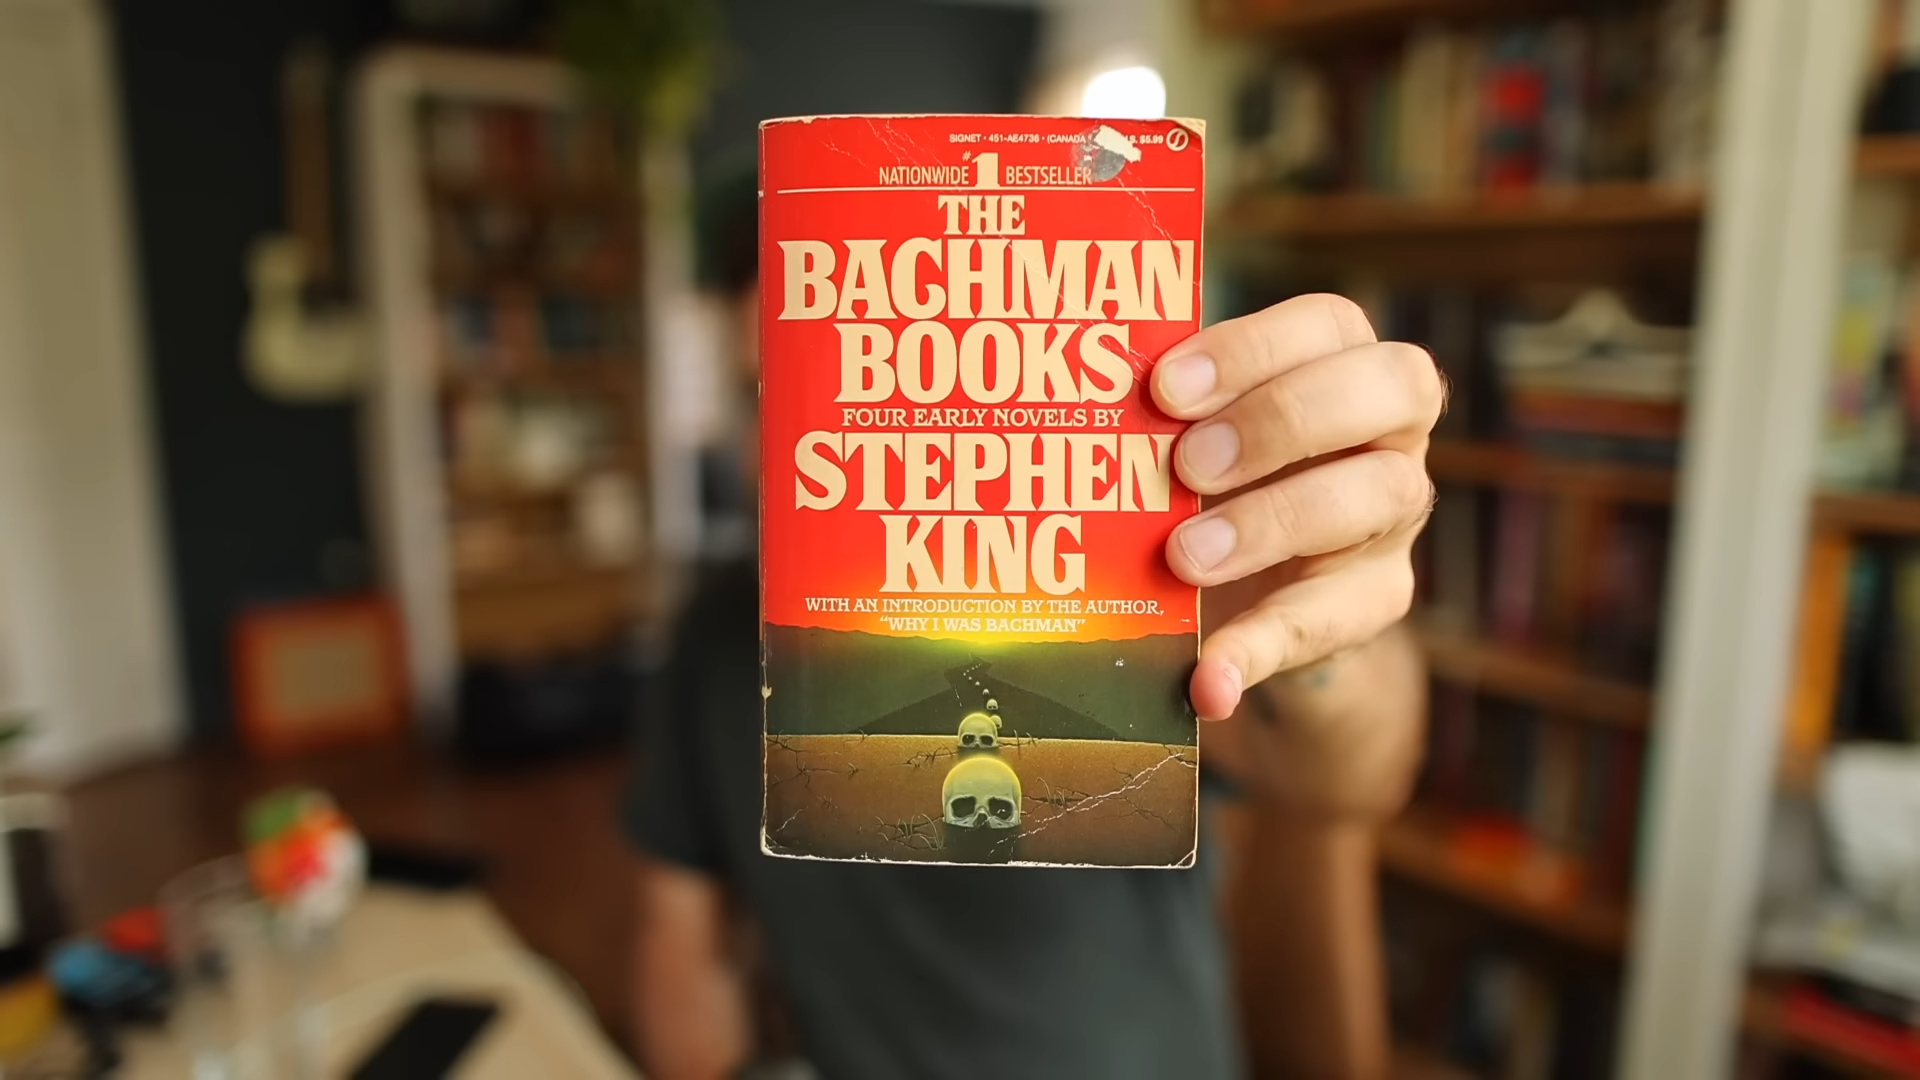 SIGNET • 451-AE4736 • (CANADA $5.99
NATIONWIDE #1 BESTSELLER
THE
BACHMAN
BOOKS
FOUR EARLY NOVELS BY
STEPHEN
KING
WITH AN INTRODUCTION BY THE AUTHOR,
“WHY I WAS BACHMAN”